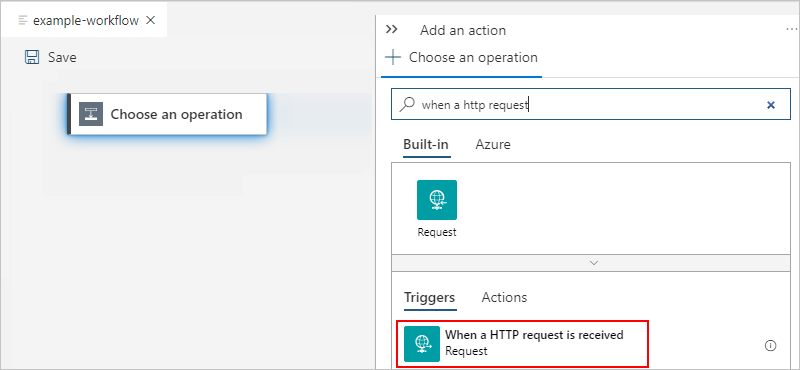 example-workflow
Save
Choose an operation
Add an action
Choose an operation
when a http request
Built-in Azure
Request
Triggers Actions
When a HTTP request is received
Request